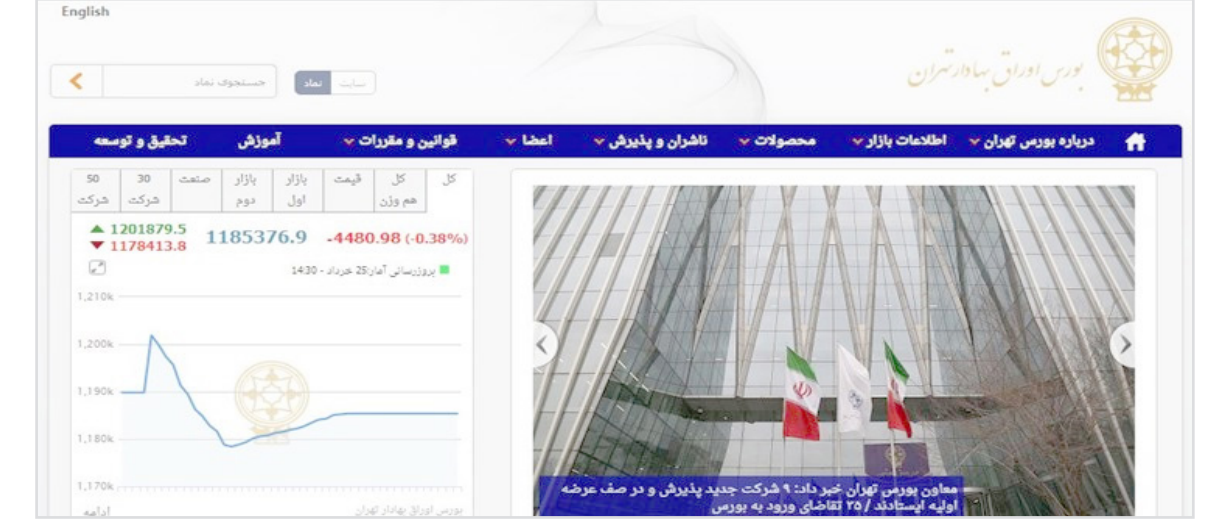 English
بورس اوراق بهادار تهران
سایت نماد جستجوی نماد
درباره بورس تهران اطلاعات بازار محصولات ناشران و پذیرش اعضا قوانین و مقررات آموزش تحقیق و توسعه
کل کل هم وزن قیمت بازار اول بازار دوم صنعت 30 شرکت 50 شرکت
1201879.5
1178413.8
1185376.9 -4480.98 (-0.38%)
بروزرسانی آمار:25 خرداد - 14:30
1,210k
1,200k
1,190k
1,180k
1,170k
بورس اوراق بهادار تهران
ادامه
معاون بورس تهران خبر داد: ۹ شرکت جدید پذیرش و در صف عرضه
اولیه ایستادند / ۲۵ تقاضای ورود به بورس